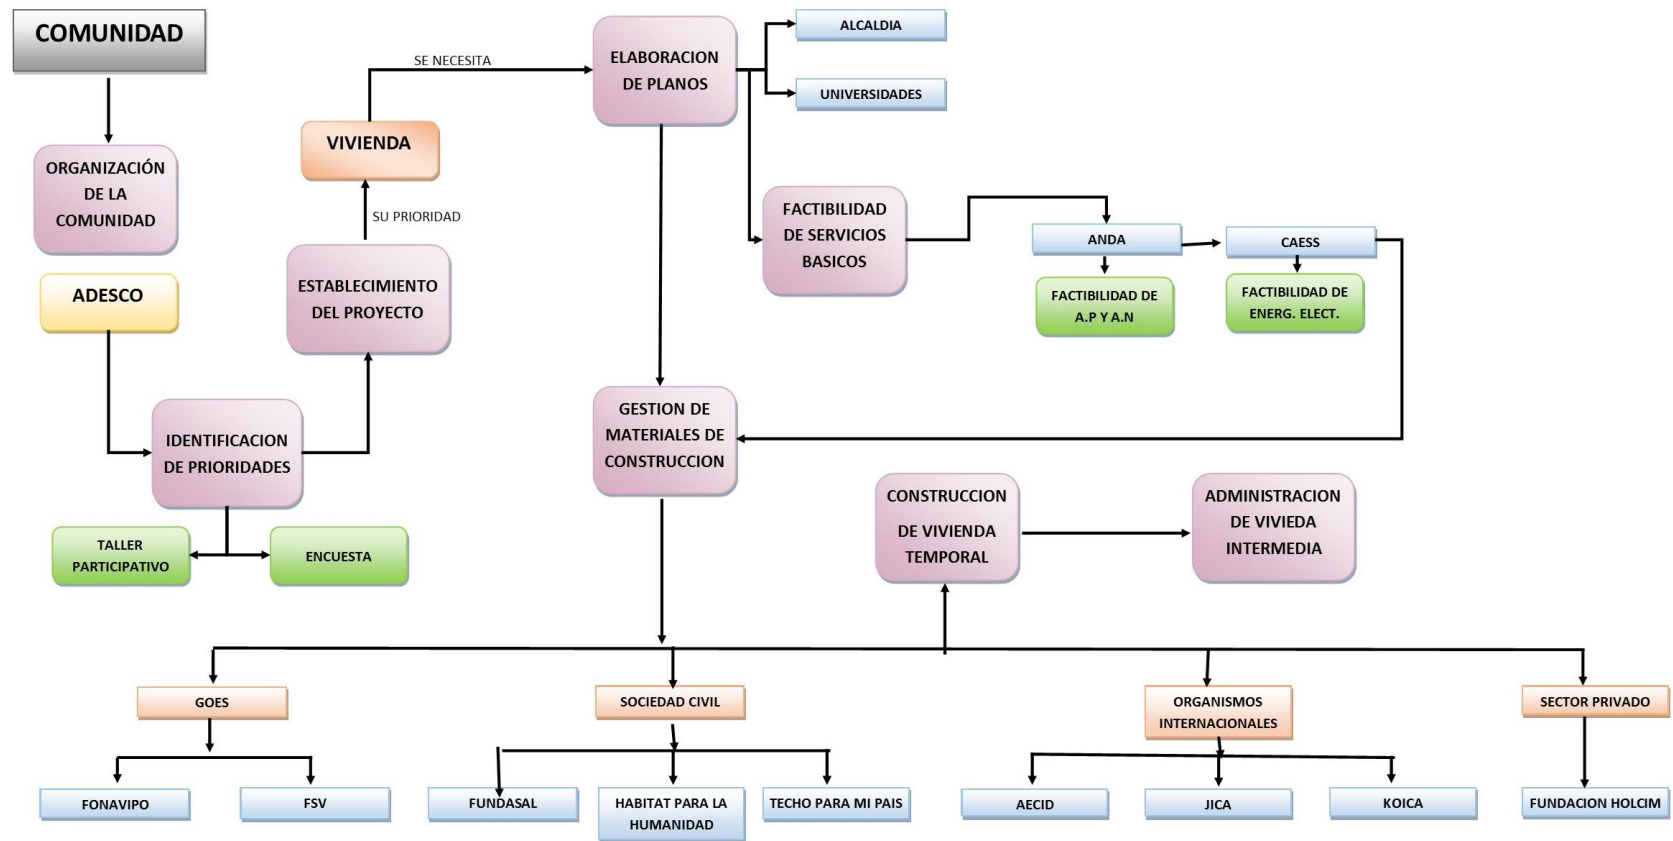 COMUNIDAD
ORGANIZACIÓN
DE LA
COMUNIDAD
ADESCO
IDENTIFICACION
DE PRIORIDADES
TALLER
PARTICIPATIVO
ENCUESTA
ESTABLECIMIENTO
DEL PROYECTO
SU PRIORIDAD
VIVIENDA
SE NECESITA
ELABORACION
DE PLANOS
ALCALDIA
UNIVERSIDADES
FACTIBILIDAD
DE SERVICIOS
BASICOS
ANDA
CAESS
FACTIBILIDAD DE
A.P Y A.N
FACTIBILIDAD DE
ENERG. ELECT.
GESTION DE
MATERIALES DE
CONSTRUCCION
CONSTRUCCION
DE VIVIENDA
TEMPORAL
ADMINISTRACION
DE VIVIEDA
INTERMEDIA
GOES
SOCIEDAD CIVIL
ORGANISMOS
INTERNACIONALES
SECTOR PRIVADO
FONAVIPO
FSV
FUNDASAL
HABITAT PARA LA
HUMANIDAD
TECHO PARA MI PAIS
AECID
JICA
KOICA
FUNDACION HOLCIM